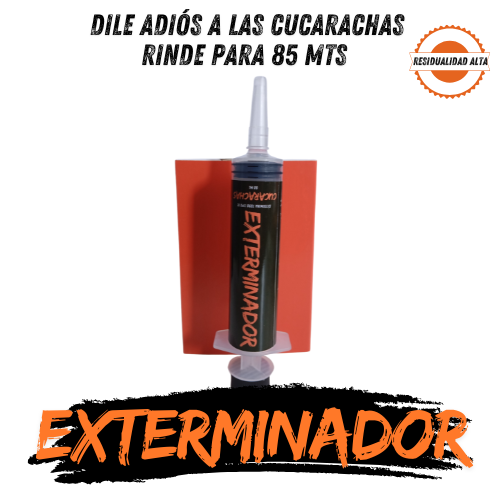 DILE ADIÓS A LAS CUCARACHAS
RINDE PARA 85 MTS
RESIDUALIDAD ALTA
CUCARACHAS
EXTERMINADOR
EXTERMINADOR